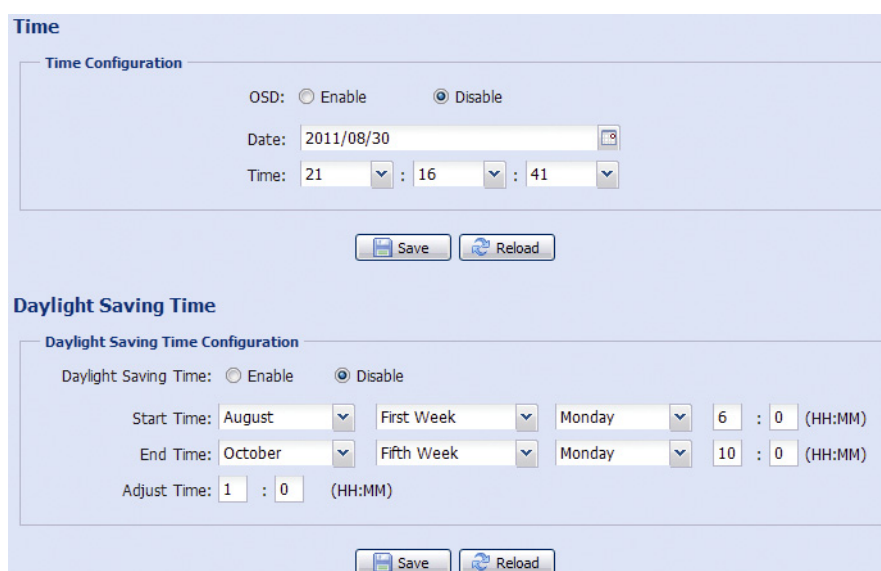 Time
Time Configuration
OSD: Enable Disable
Date: 2011/08/30
Time: 21 : 16 : 41
Save Reload
Daylight Saving Time
Daylight Saving Time Configuration
Daylight Saving Time: Enable Disable
Start Time: August First Week Monday 6 : 0 (HH:MM)
End Time: October Fifth Week Monday 10 : 0 (HH:MM)
Adjust Time: 1 : 0 (HH:MM)
Save Reload